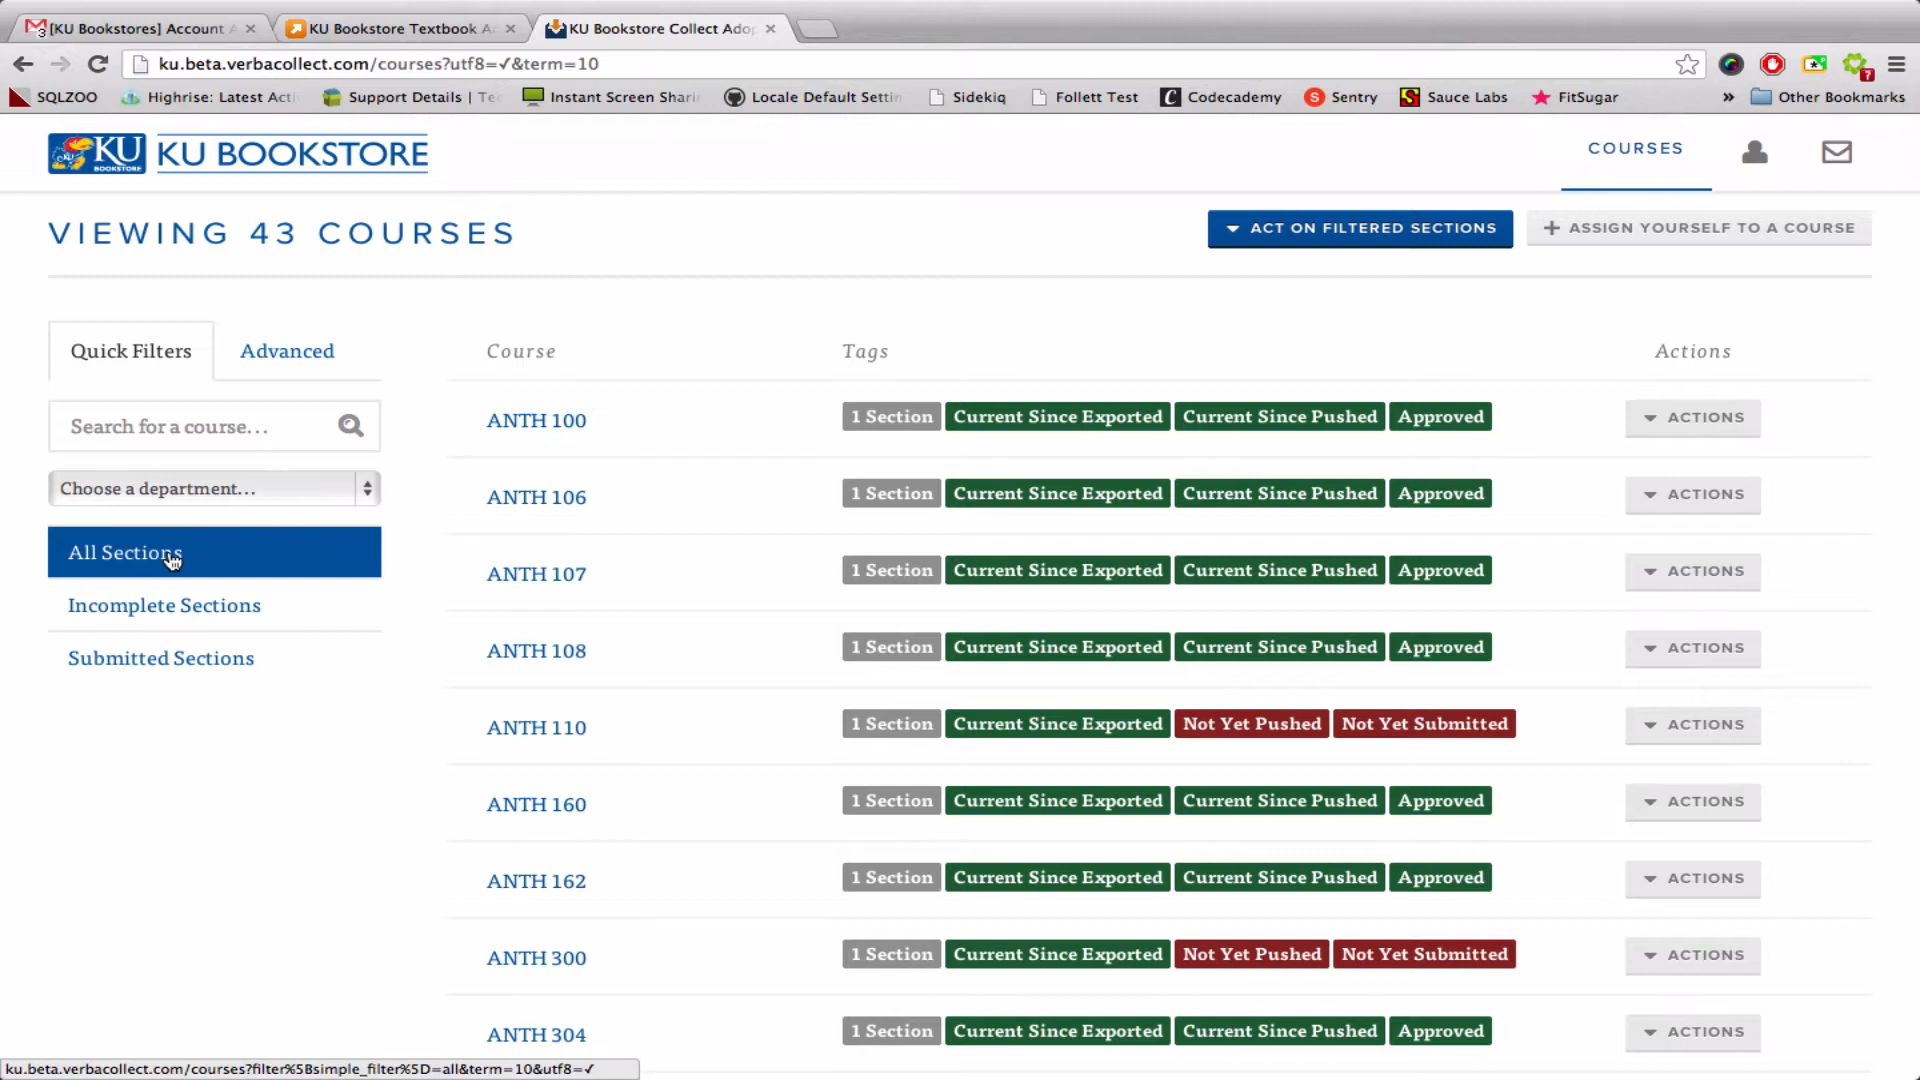 [KU Bookstores] Account
KU Bookstore Textbook A
KU Bookstore Collect Ado
ku.beta.verbacollect.com/courses?utf8=✓&term=10
SQLZOO
Highrise: Latest Acti
Support Details | Te
Instant Screen Shari
Locale Default Settin
Sidekiq
Follett Test
Codecademy
Sentry
Sauce Labs
FitSugar
»
Other Bookmarks
KU BOOKSTORE KU BOOKSTORE
COURSES
VIEWING 43 COURSES
ACT ON FILTERED SECTIONS
+ ASSIGN YOURSELF TO A COURSE
Quick Filters
Advanced
Search for a course...
Choose a department...
All Sections
Incomplete Sections
Submitted Sections
Course Tags Actions
ANTH 100 1 Section Current Since Exported Current Since Pushed Approved ACTIONS
ANTH 106 1 Section Current Since Exported Current Since Pushed Approved ACTIONS
ANTH 107 1 Section Current Since Exported Current Since Pushed Approved ACTIONS
ANTH 108 1 Section Current Since Exported Current Since Pushed Approved ACTIONS
ANTH 110 1 Section Current Since Exported Not Yet Pushed Not Yet Submitted ACTIONS
ANTH 160 1 Section Current Since Exported Current Since Pushed Approved ACTIONS
ANTH 162 1 Section Current Since Exported Current Since Pushed Approved ACTIONS
ANTH 300 1 Section Current Since Exported Not Yet Pushed Not Yet Submitted ACTIONS
ANTH 304 1 Section Current Since Exported Current Since Pushed Approved ACTIONS
ku.beta.verbacollect.com/courses?filter%5Bsimple_filter%5D=all&term=10&utf8=✓